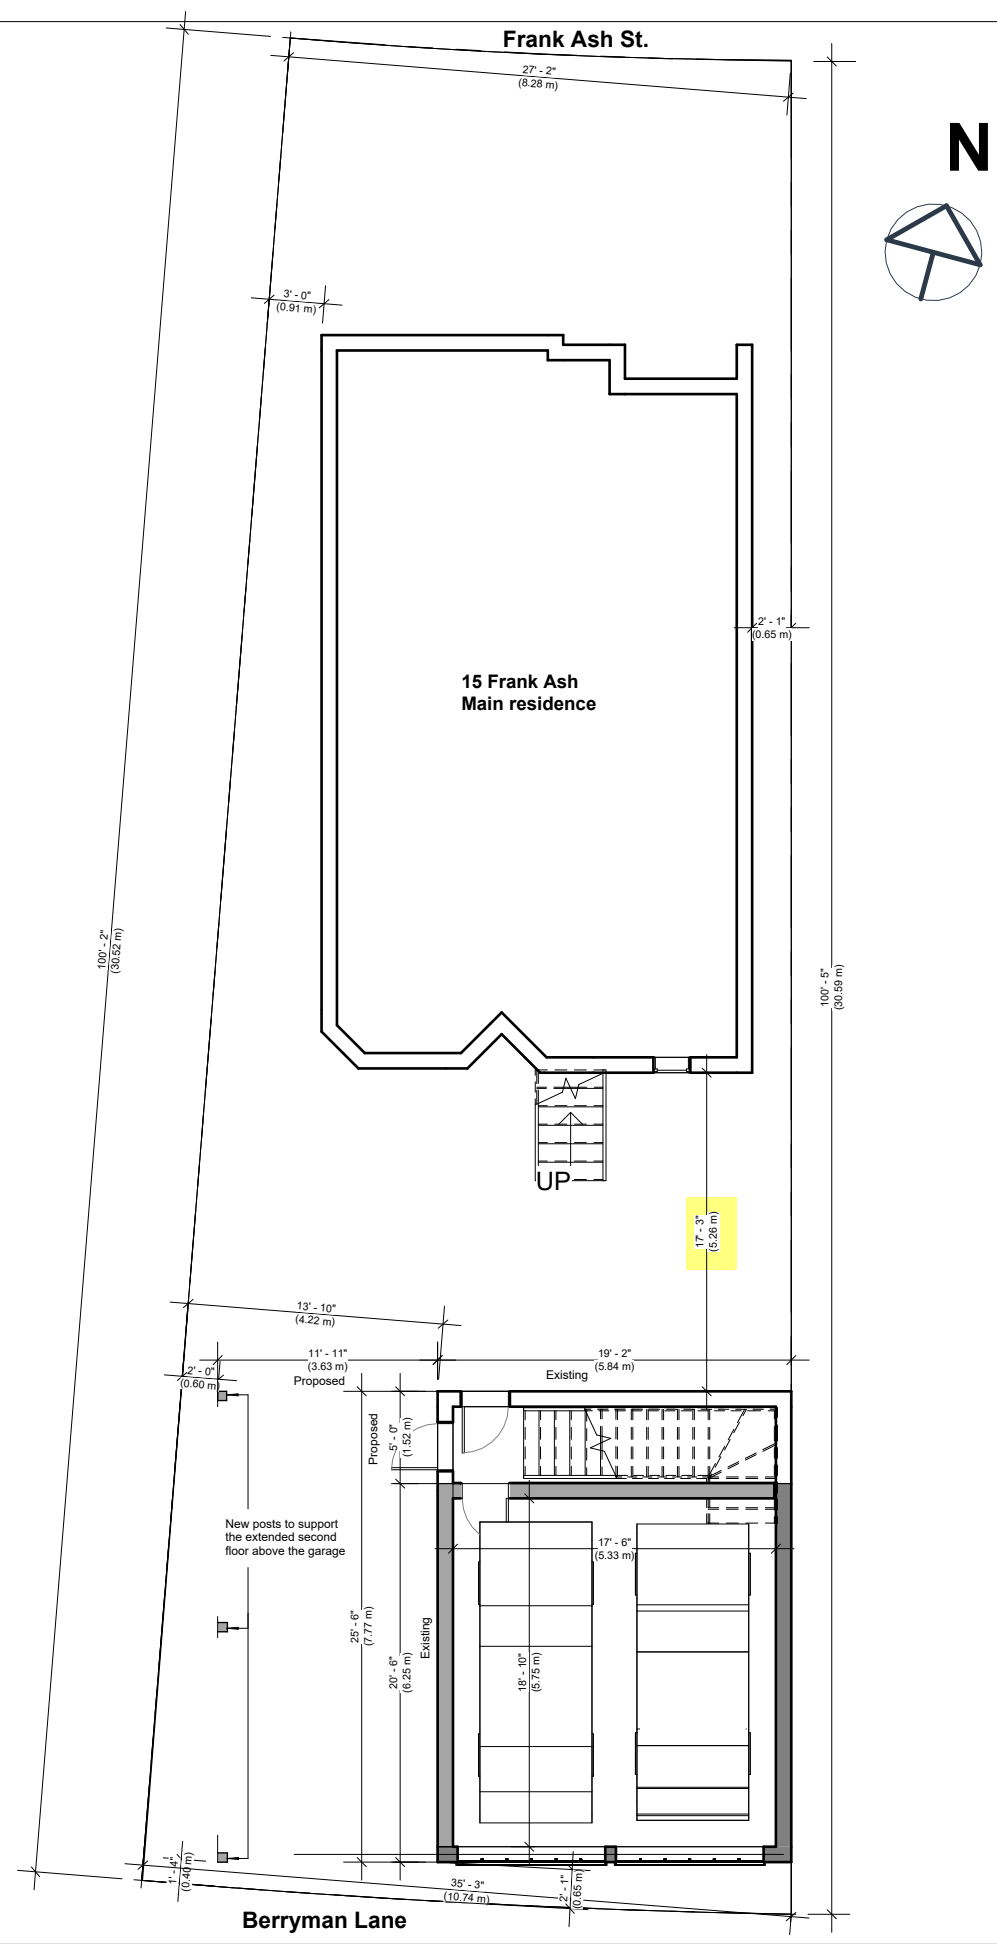 Frank Ash St.
27' - 2"
(8.28 m)
N
3' - 0"
(0.91 m)
2' - 1"
(0.65 m)
15 Frank Ash
Main residence
100' - 2"
(30.52 m)
100' - 5"
(30.59 m)
UP
17' - 3"
(5.26 m)
13' - 10"
(4.22 m)
11' - 11"
(3.63 m)
Proposed
19' - 2"
(5.84 m)
Existing
2' - 0"
(0.60 m)
Proposed
5' - 0"
(1.52 m)
New posts to support
the extended second
floor above the garage
17' - 6"
(5.33 m)
25' - 6"
(7.77 m)
20' - 6"
(6.25 m)
Existing
18' - 10"
(5.75 m)
1' - 4"
(0.40 m)
35' - 3"
(10.74 m)
2' - 1"
(0.65 m)
Berryman Lane